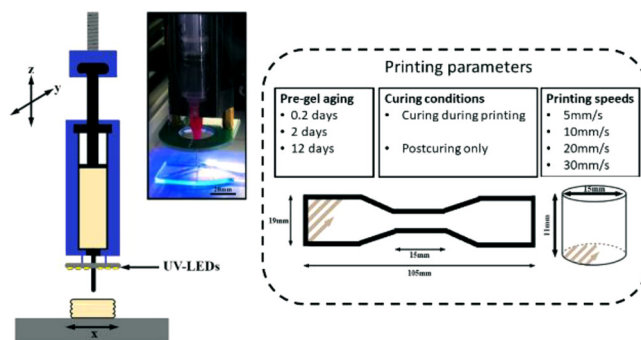 z
y
UV-LEDs
x
20mm
Printing parameters
Pre-gel aging
• 0.2 days
• 2 days
• 12 days
Curing conditions
• Curing during printing
• Postcuring only
Printing speeds
• 5mm/s
• 10mm/s
• 20mm/s
• 30mm/s
19mm
15mm
105mm
15mm
11mm